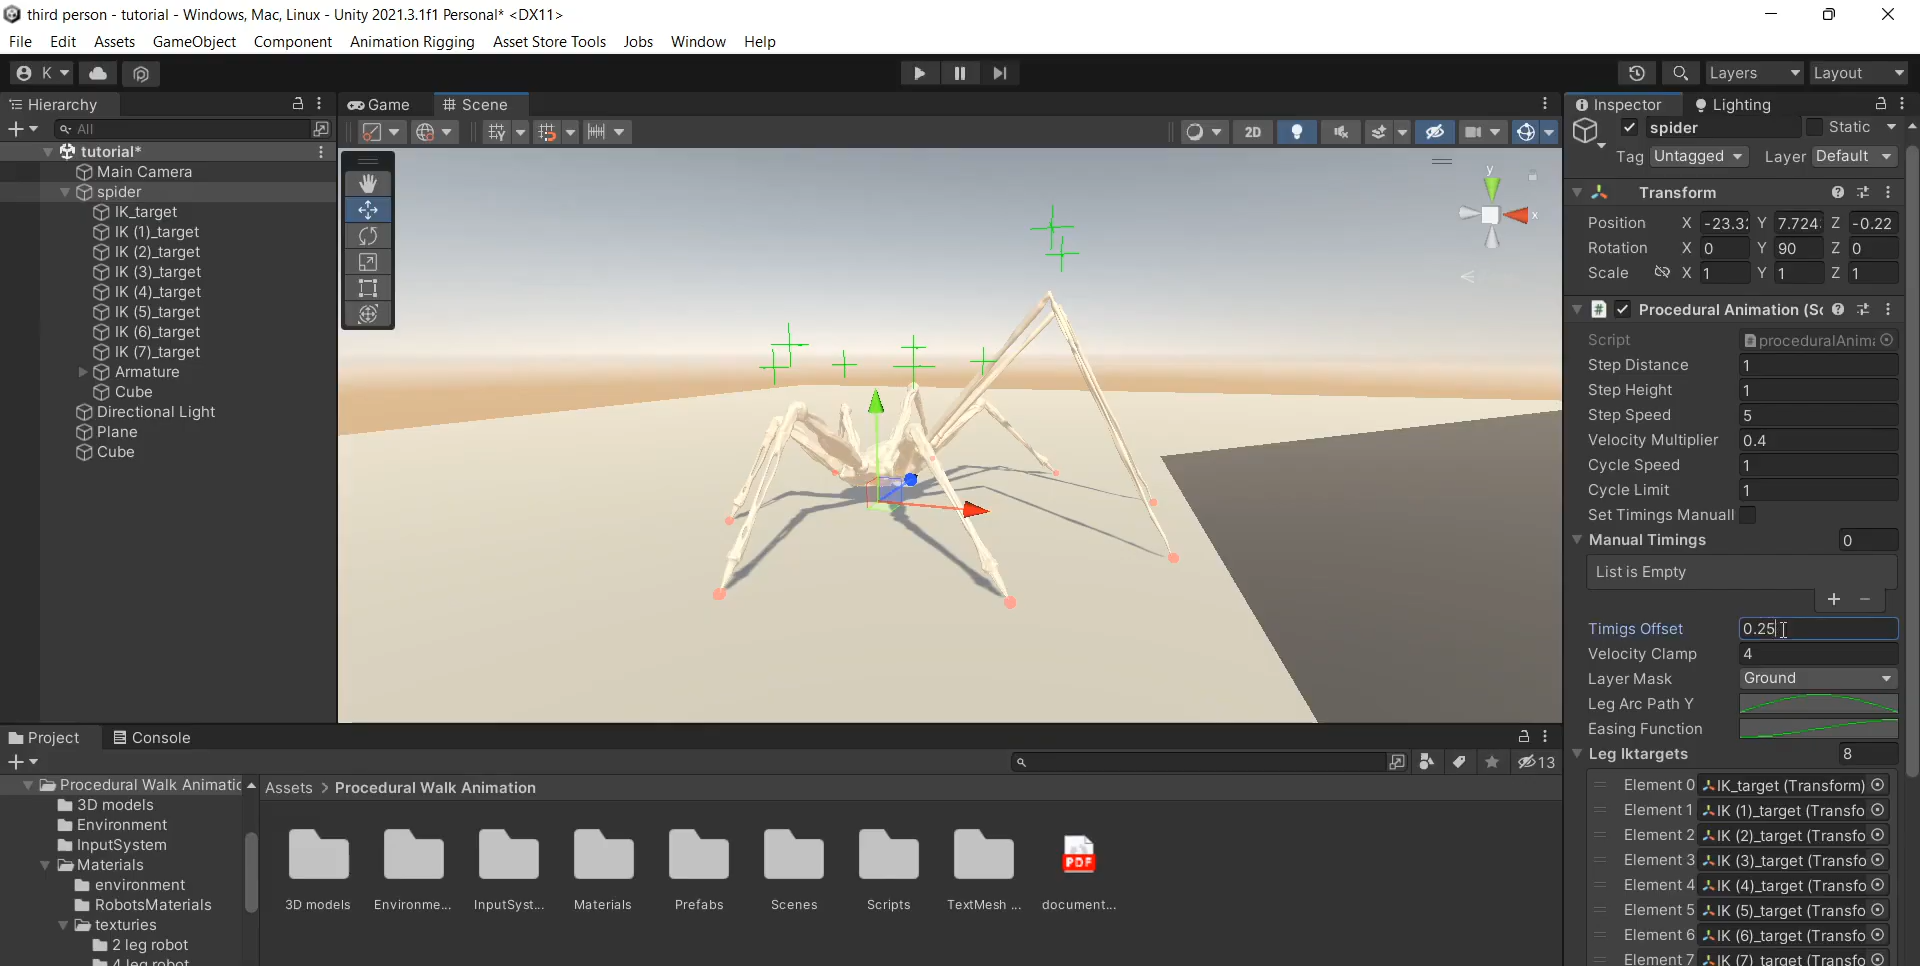 third person - tutorial - Windows, Mac, Linux - Unity 2021.3.1f1 Personal* <DX11>
File Edit Assets GameObject Component Animation Rigging Asset Store Tools Jobs Window Help
K Layers Layout
Hierarchy
All
tutorial*
Main Camera
spider
IK_target
IK (1)_target
IK (2)_target
IK (3)_target
IK (4)_target
IK (5)_target
IK (6)_target
IK (7)_target
Armature
Cube
Directional Light
Plane
Cube
Game Scene
2D
y
x
Inspector Lighting
spider Static
Tag Untagged Layer Default
Transform
Position X -23.3 Y 7.724 Z -0.22
Rotation X 0 Y 90 Z 0
Scale X 1 Y 1 Z 1
Procedural Animation (Sc
Script proceduralAnima
Step Distance 1
Step Height 1
Step Speed 5
Velocity Multiplier 0.4
Cycle Speed 1
Cycle Limit 1
Set Timings Manuall
Manual Timings 0
List is Empty
Timigs Offset 0.25
Velocity Clamp 4
Layer Mask Ground
Leg Arc Path Y
Easing Function
Leg Iktargets 8
Element 0 IK_target (Transform)
Element 1 IK (1)_target (Transfo
Element 2 IK (2)_target (Transfo
Element 3 IK (3)_target (Transfo
Element 4 IK (4)_target (Transfo
Element 5 IK (5)_target (Transfo
Element 6 IK (6)_target (Transfo
Element 7 IK (7)_target (Transfo
Project Console
13
Procedural Walk Animatic
3D models
Environment
InputSystem
Materials
environment
RobotsMaterials
texturies
2 leg robot
4 leg robot
Assets > Procedural Walk Animation
PDF
3D models Environme... InputSyst... Materials Prefabs Scenes Scripts TextMesh ... document...